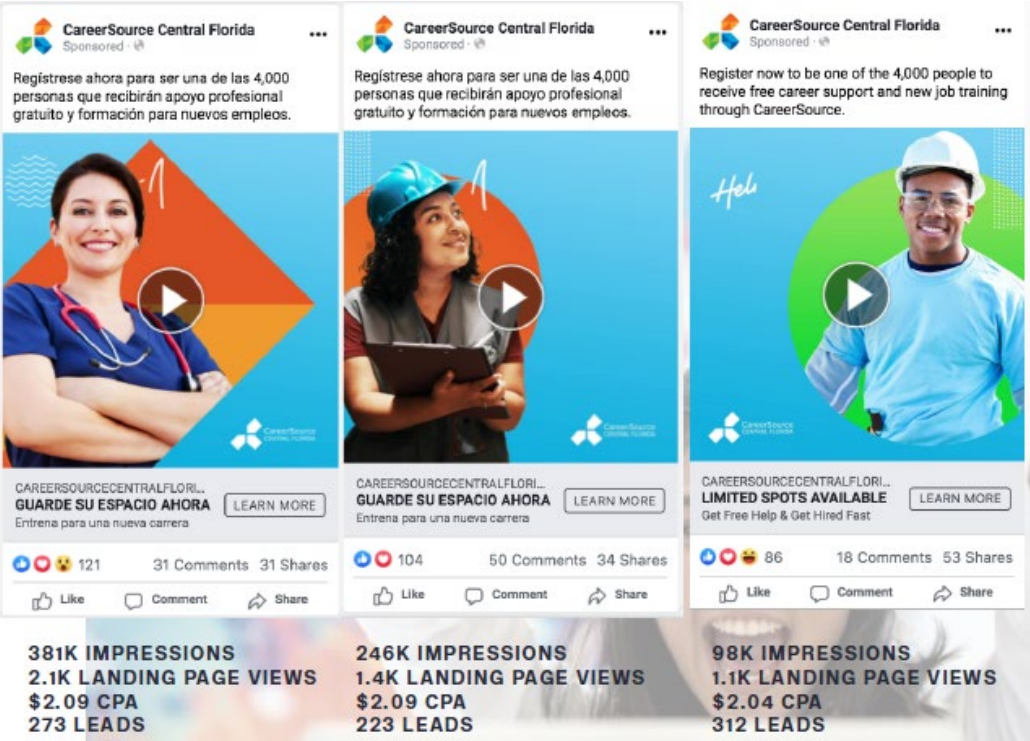 CareerSource Central Florida
Sponsored ·
Regístrese ahora para ser una de las 4,000
personas que recibirán apoyo profesional
gratuito y formación para nuevos empleos.
CareerSource
CENTRAL FLORIDA
CAREERSOURCECENTRALFLORI...
GUARDE SU ESPACIO AHORA
Entrena para una nueva carrera
LEARN MORE
121
31 Comments 31 Shares
Like Comment Share
381K IMPRESSIONS
2.1K LANDING PAGE VIEWS
$2.09 CPA
273 LEADS
CareerSource Central Florida
Sponsored ·
Regístrese ahora para ser una de las 4,000
personas que recibirán apoyo profesional
gratuito y formación para nuevos empleos.
CareerSource
CENTRAL FLORIDA
CAREERSOURCECENTRALFLORI...
GUARDE SU ESPACIO AHORA
Entrena para una nueva carrera
LEARN MORE
104
50 Comments 34 Shares
Like Comment Share
246K IMPRESSIONS
1.4K LANDING PAGE VIEWS
$2.09 CPA
223 LEADS
CareerSource Central Florida
Sponsored ·
Register now to be one of the 4,000 people to
receive free career support and new job training
through CareerSource.
Hel
CareerSource
CENTRAL FLORIDA
CAREERSOURCECENTRALFLORI...
LIMITED SPOTS AVAILABLE
Get Free Help & Get Hired Fast
LEARN MORE
86
18 Comments 53 Shares
Like Comment Share
98K IMPRESSIONS
1.1K LANDING PAGE VIEWS
$2.04 CPA
312 LEADS